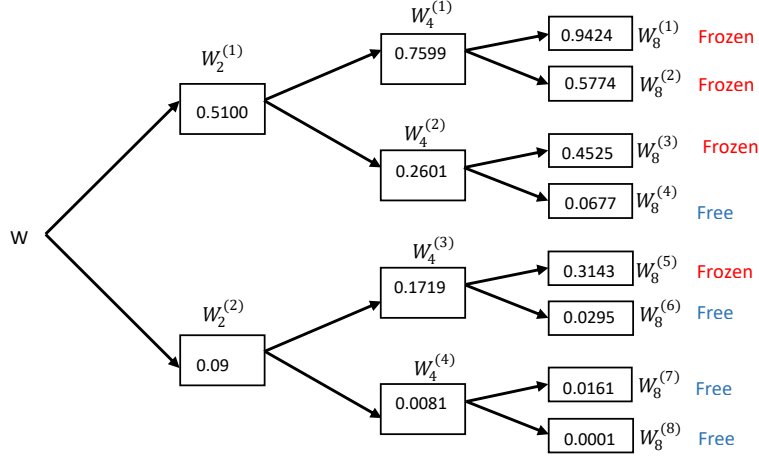 W
W_2^{(1)}
0.5100
W_2^{(2)}
0.09
W_4^{(1)}
0.7599
W_4^{(2)}
0.2601
W_4^{(3)}
0.1719
W_4^{(4)}
0.0081
0.9424 W_8^{(1)} Frozen
0.5774 W_8^{(2)} Frozen
0.4525 W_8^{(3)} Frozen
0.0677 W_8^{(4)} Free
0.3143 W_8^{(5)} Frozen
0.0295 W_8^{(6)} Free
0.0161 W_8^{(7)} Free
0.0001 W_8^{(8)} Free